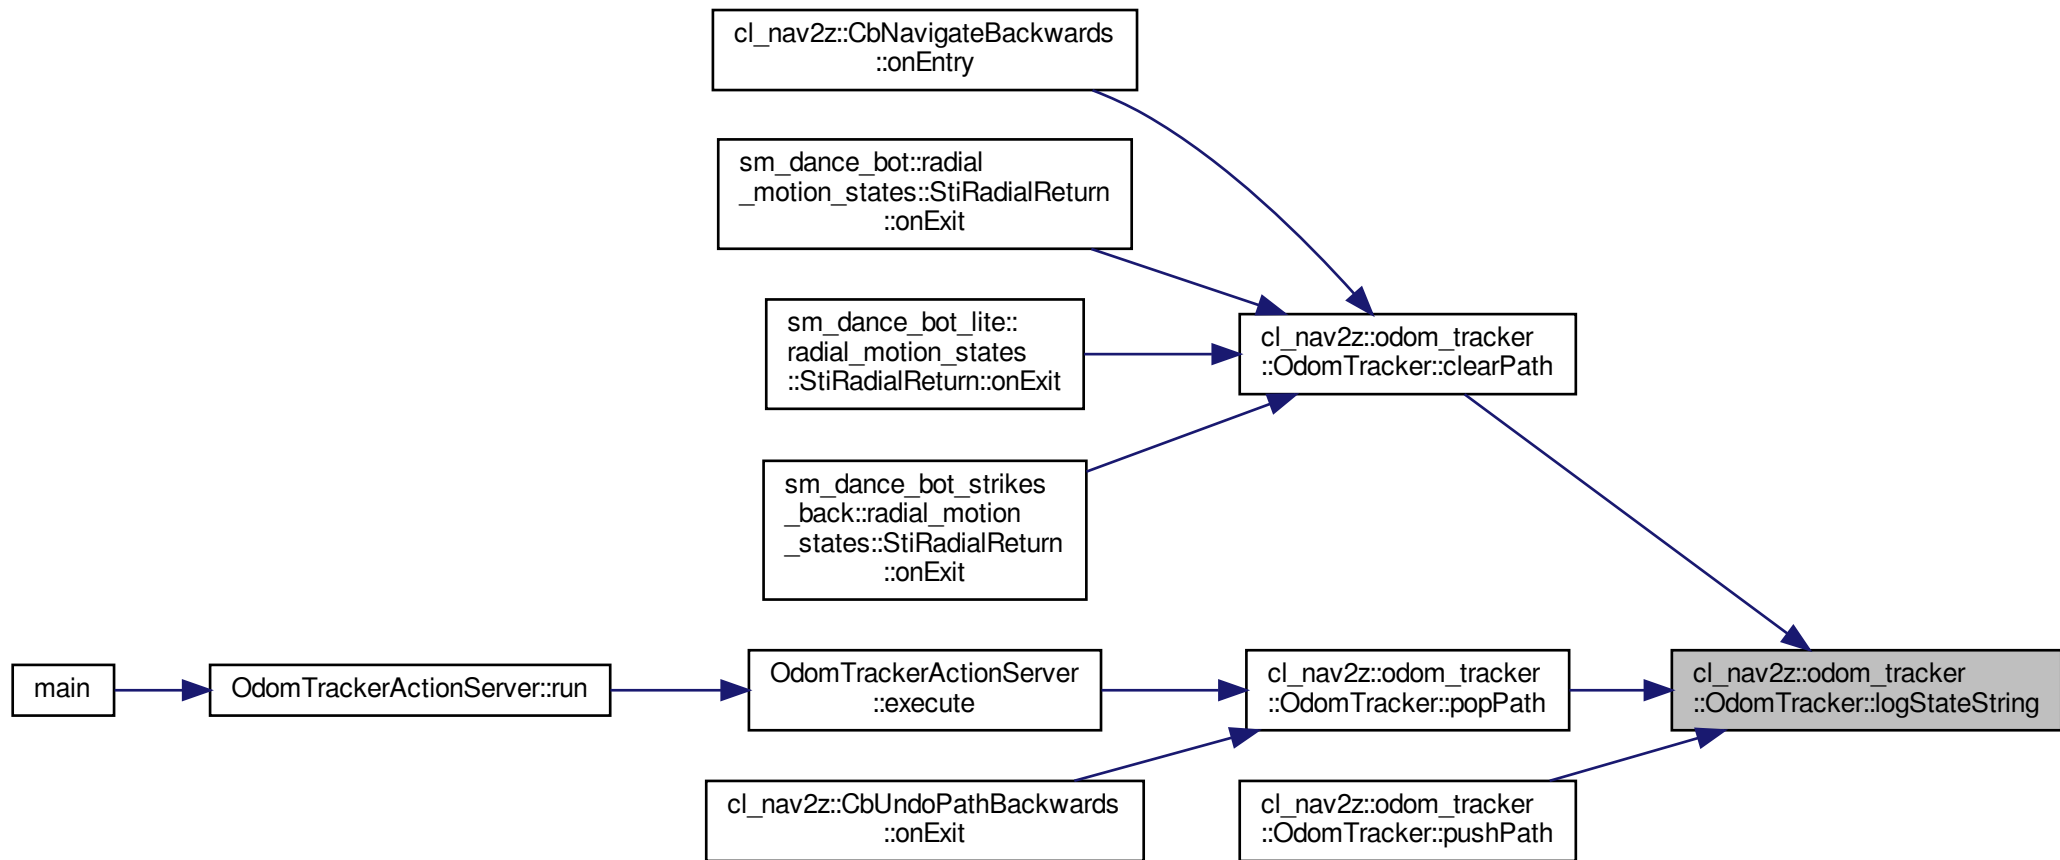 cl_nav2z::CbNavigateBackwards
::onEntry
sm_dance_bot::radial
_motion_states::StiRadialReturn
::onExit
sm_dance_bot_lite::
radial_motion_states
::StiRadialReturn::onExit
cl_nav2z::odom_tracker
::OdomTracker::clearPath
sm_dance_bot_strikes
_back::radial_motion
_states::StiRadialReturn
::onExit
main
OdomTrackerActionServer::run
OdomTrackerActionServer
::execute
cl_nav2z::odom_tracker
::OdomTracker::popPath
cl_nav2z::odom_tracker
::OdomTracker::logStateString
cl_nav2z::CbUndoPathBackwards
::onExit
cl_nav2z::odom_tracker
::OdomTracker::pushPath